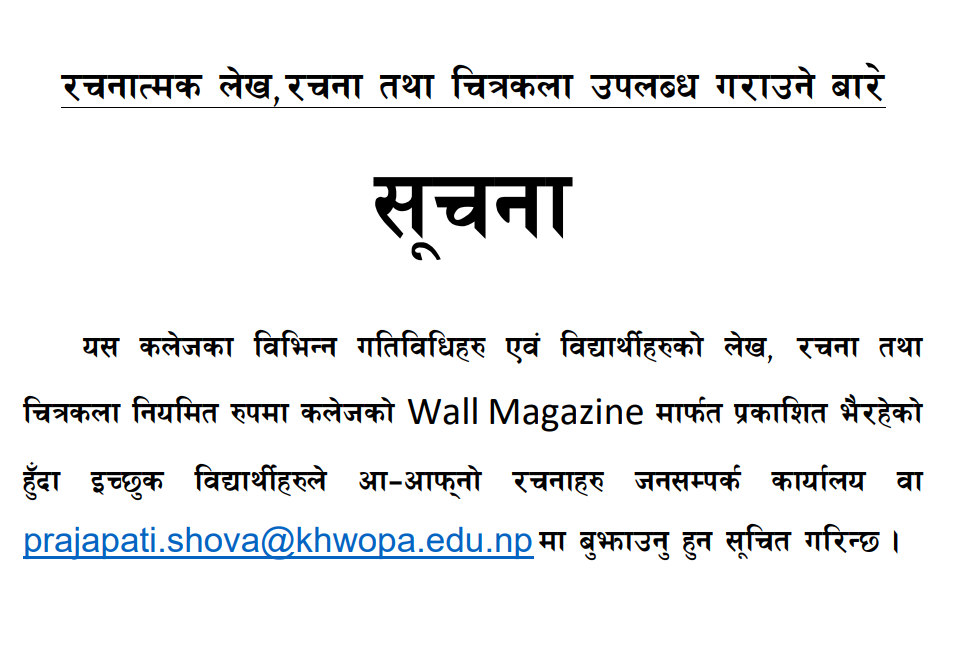 रचनात्मक लेख,रचना तथा चित्रकला उपलब्ध गराउने बारे
सूचना
यस कलेजका विभिन्न गतिविधिहरु एवं विद्यार्थीहरुको लेख, रचना तथा
चित्रकला नियमित रुपमा कलेजको Wall Magazine मार्फत प्रकाशित भैरहेको
हुँदा इच्छुक विद्यार्थीहरुले आ–आफ्‌नो रचनाहरु जनसम्पर्क कार्यालय वा
prajapati.shova@khwopa.edu.np मा बुझाउनु हुन सूचित गरिन्छ ।